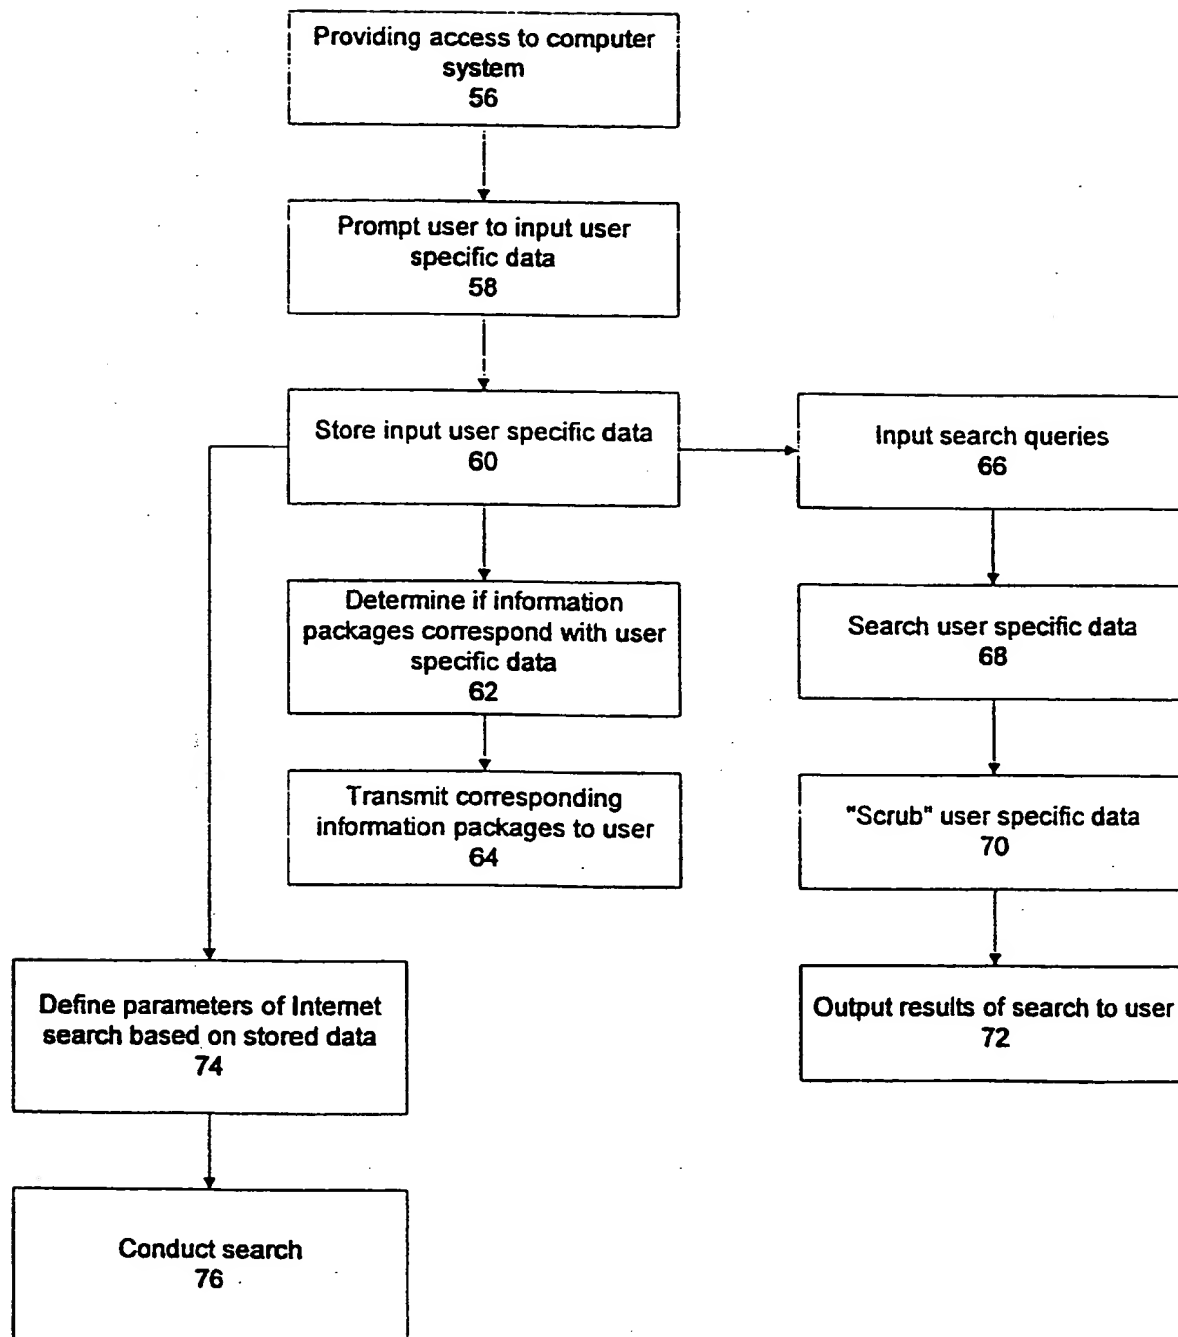 Providing access to computer
system
56
Prompt user to input user
specific data
58
Store input user specific data
60
Input search queries
66
Determine if information
packages correspond with user
specific data
62
Search user specific data
68
Transmit corresponding
information packages to user
64
"Scrub" user specific data
70
Define parameters of Internet
search based on stored data
74
Output results of search to user
72
Conduct search
76